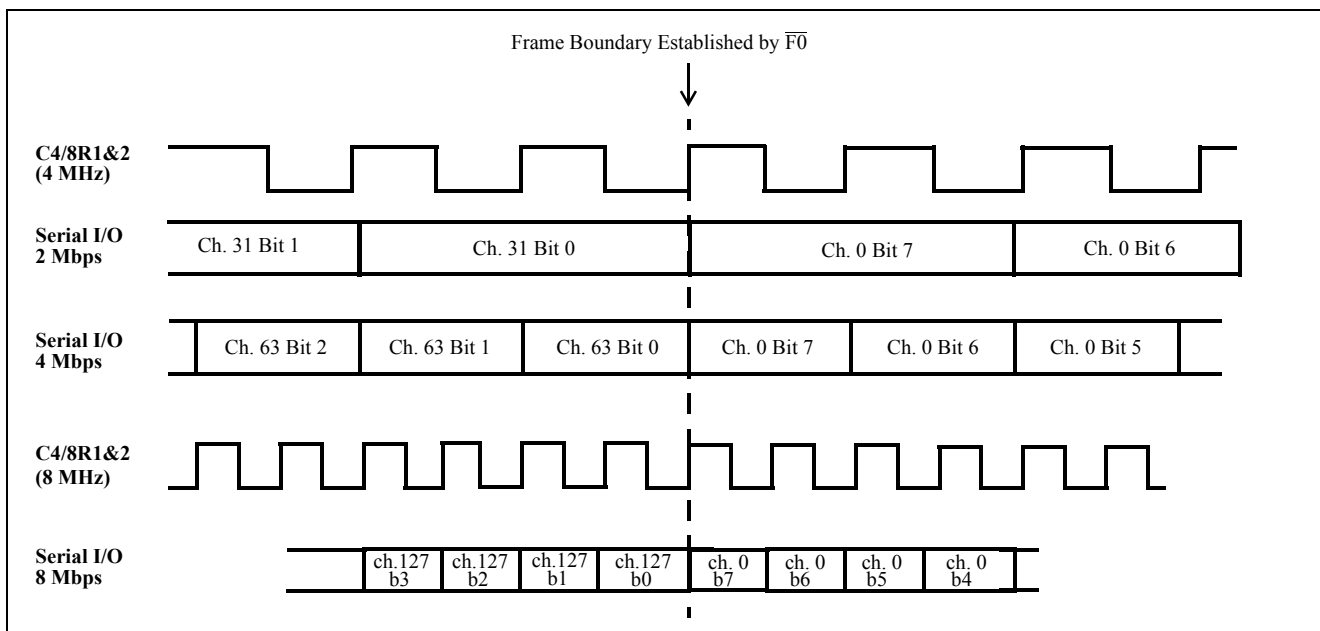 Frame Boundary Established by F0
C4/8R1&2
(4 MHz)
Serial I/O
2 Mbps
Ch. 31 Bit 1
Ch. 31 Bit 0
Ch. 0 Bit 7
Ch. 0 Bit 6
Serial I/O
4 Mbps
Ch. 63 Bit 2
Ch. 63 Bit 1
Ch. 63 Bit 0
Ch. 0 Bit 7
Ch. 0 Bit 6
Ch. 0 Bit 5
C4/8R1&2
(8 MHz)
Serial I/O
8 Mbps
ch.127
b3
ch.127
b2
ch.127
b1
ch.127
b0
ch. 0
b7
ch. 0
b6
ch. 0
b5
ch. 0
b4